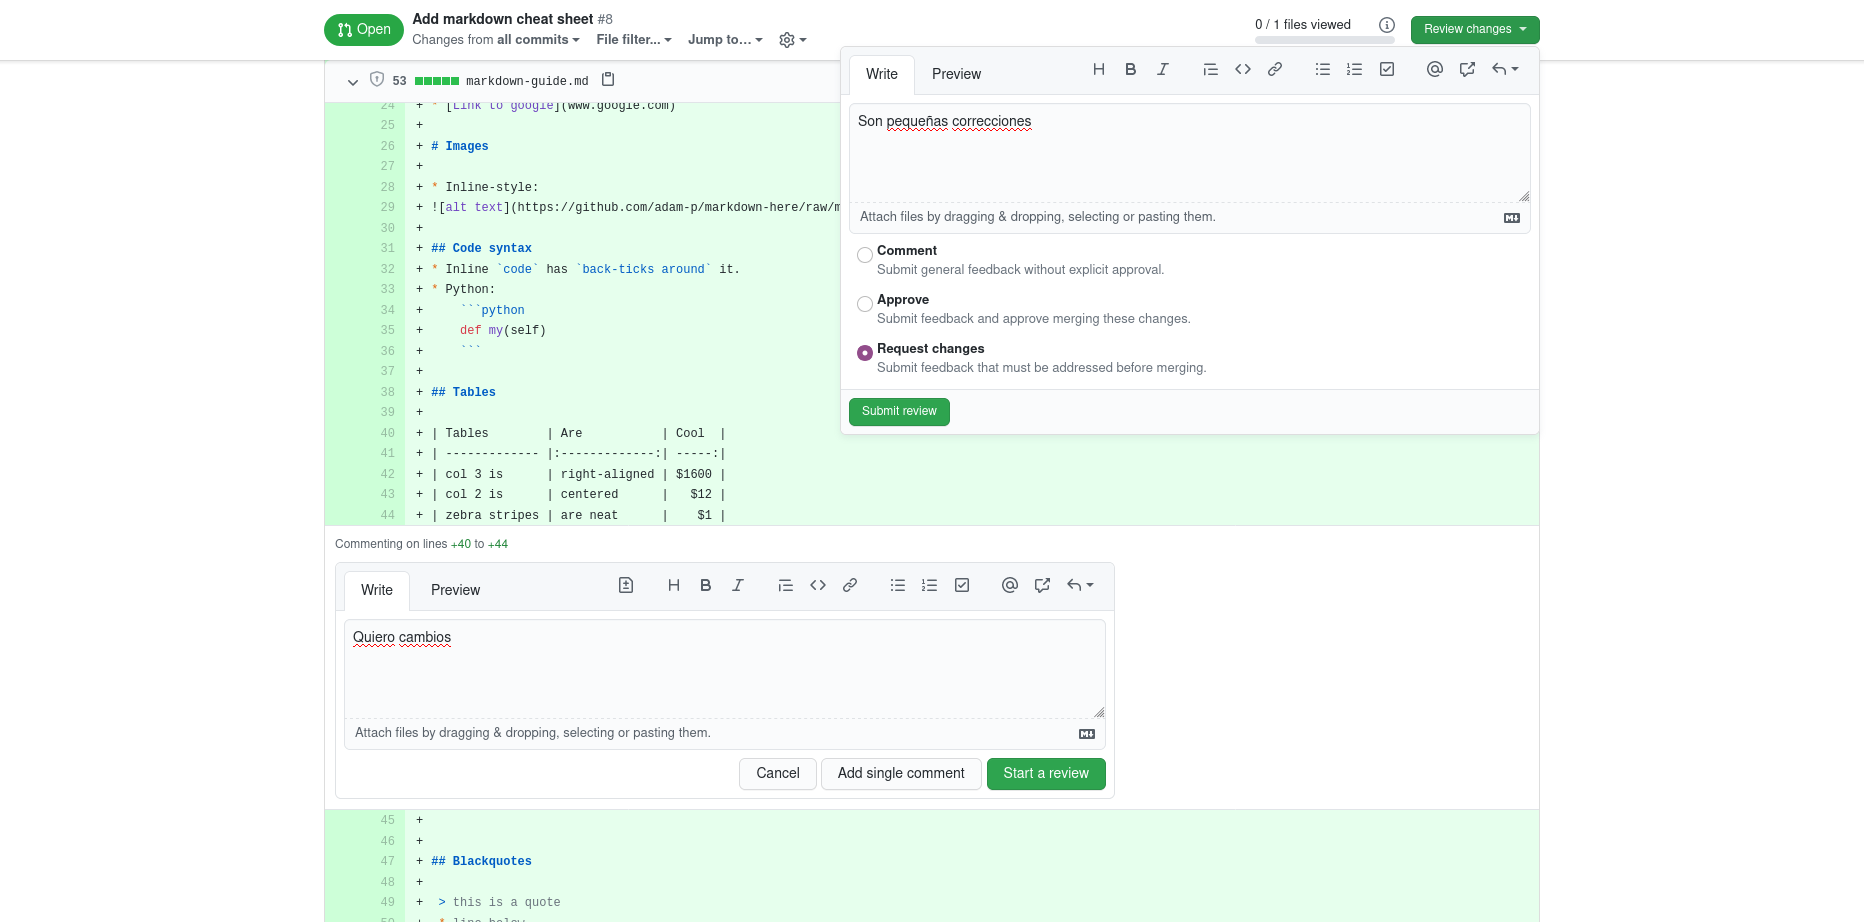 Open
Add markdown cheat sheet #8
Changes from all commits File filter... Jump to...
0 / 1 files viewed
Review changes
53 markdown-guide.md
24 + * [Link to google](www.google.com)
25 +
26 + # Images
27 +
28 + * Inline-style:
29 + ![alt text](https://github.com/adam-p/markdown-here/raw/m
30 +
31 + ## Code syntax
32 + * Inline `code` has `back-ticks around` it.
33 + * Python:
34 + ```python
35 + def my(self)
36 + ```
37 +
38 + ## Tables
39 +
40 + | Tables        | Are           | Cool  |
41 + | ------------- |:-------------:| -----:|
42 + | col 3 is      | right-aligned | $1600 |
43 + | col 2 is      | centered      |   $12 |
44 + | zebra stripes | are neat      |    $1 |
Write Preview
Son pequeñas correcciones
Attach files by dragging & dropping, selecting or pasting them.
Comment
Submit general feedback without explicit approval.
Approve
Submit feedback and approve merging these changes.
Request changes
Submit feedback that must be addressed before merging.
Submit review
Commenting on lines +40 to +44
Write Preview
Quiero cambios
Attach files by dragging & dropping, selecting or pasting them.
Cancel Add single comment Start a review
45 +
46 +
47 + ## Blackquotes
48 +
49 + > this is a quote